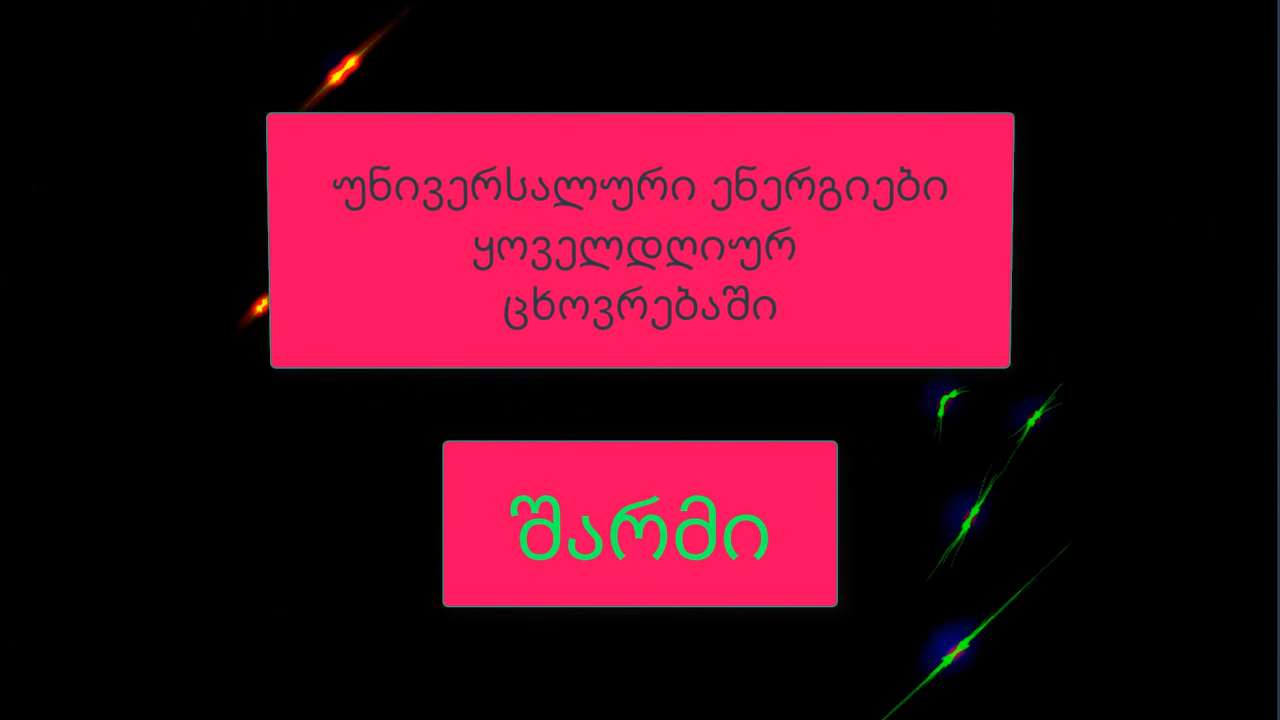 უნივერსალური ენერგიები
ყოველდღიურ
ცხოვრებაში
შარმი